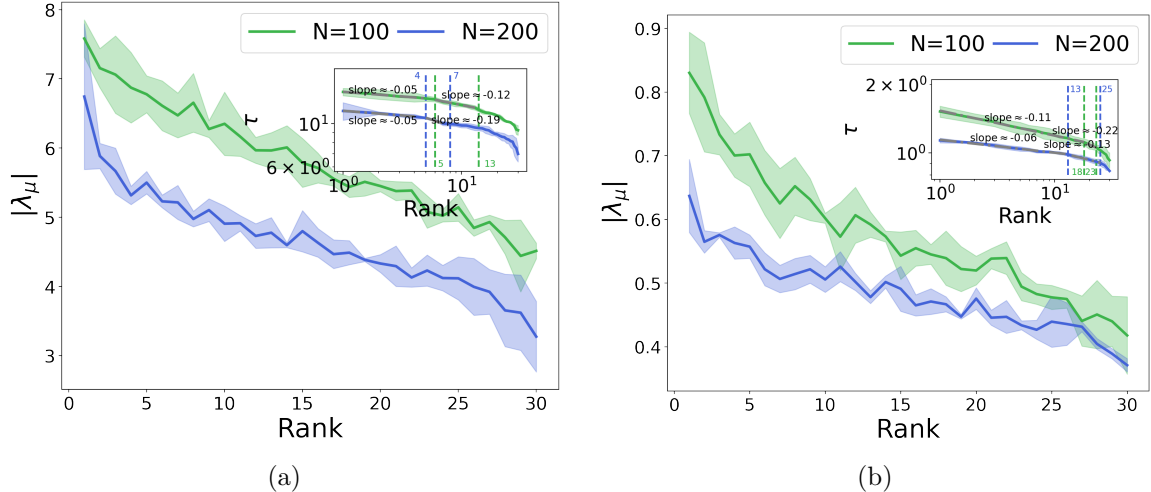 N=100 N=200
8
7
6
5
4
3
|λμ|
0 5 10 15 20 25 30
Rank
4 7
slope ≈ -0.05 slope ≈ -0.12
slope ≈ -0.05 slope ≈ -0.19
5 13
τ
10¹
6 × 10⁰
10⁰ 10¹
Rank
(a)
N=100 N=200
0.9
0.8
0.7
0.6
0.5
0.4
|λμ|
0 5 10 15 20 25 30
Rank
2 × 10⁰
13 25
slope ≈ -0.11 slope ≈ -0.22
slope ≈ -0.06 slope ≈ -0.13
18 23
τ
10⁰
10⁰ 10¹
Rank
(b)